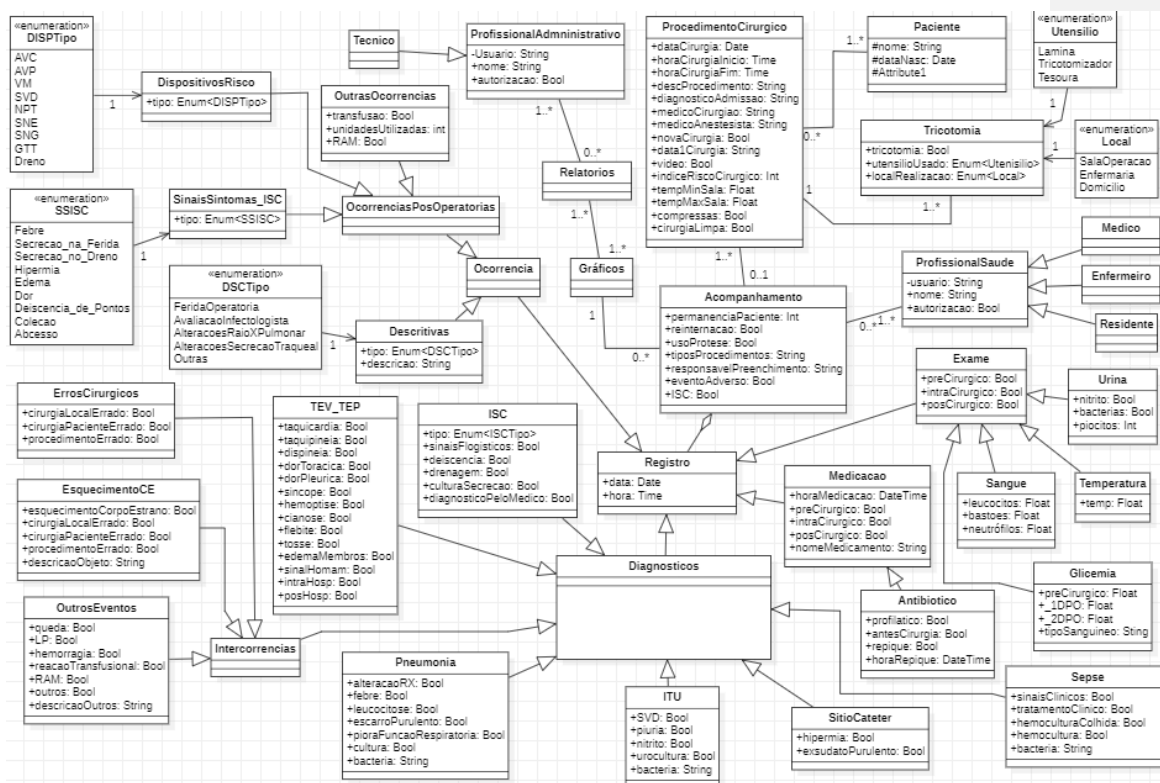 «enumeration»
DISPTipo
AVC
AVP
VM
SVD
NPT
SNE
SNG
GTT
Dreno
1
DispositivosRisco
+tipo: Enum<DISPTipo>
Tecnico
ProfissionalAdmninistrativo
-Usuario: String
+nome: String
+autorizacao: Bool
1..*
0..*
OutrasOcorrencias
+transfusao: Bool
+unidadesUtilizadas: int
+RAM: Bool
Relatorios
1..*
1..*
Gráficos
1
0..*
ProcedimentoCirurgico
+dataCirurgia: Date
+horaCirurgiaInicio: Time
+horaCirurgiaFim: Time
+descProcedimento: String
+diagnosticoAdmissao: String
+medicoCirurgiao: String
+medicoAnestesista: String
+novaCirurgia: Bool
+data1Cirurgia: String
+video: Bool
+indiceRiscoCirurgico: Int
+tempMinSala: Float
+tempMaxSala: Float
+compressas: Bool
+cirurgiaLimpa: Bool
1..*
0..*
1
1..*
1..*
0..1
Paciente
#nome: String
#dataNasc: Date
#Attribute1
«enumeration»
Utensilio
Lamina
Tricotomizador
Tesoura
1
Tricotomia
+tricotomia: Bool
+utensilioUsado: Enum<Utenisilio>
+localRealizacao: Enum<Local>
1
«enumeration»
Local
SalaOperacao
Enfermaria
Domicilio
«enumeration»
SSISC
Febre
Secrecao_na_Ferida
Secrecao_no_Dreno
Hipermia
Edema
Dor
Deiscencia_de_Pontos
Colecao
Abcesso
1
SinaisSintomas_ISC
+tipo: Enum<SSISC>
OcorrenciasPosOperatorias
Ocorrencia
«enumeration»
DSCTipo
FeridaOperatoria
AvaliacaoInfectologista
AlteracoesRaioXPulmonar
AlteracoesSecrecaoTraqueal
Outras
1
Descritivas
+tipo: Enum<DSCTipo>
+descricao: String
Acompanhamento
+permanenciaPaciente: Int
+reinternacao: Bool
+usoProtese: Bool
+tiposProcedimentos: String
+responsavelPreenchimento: String
+eventoAdverso: Bool
+ISC: Bool
0..*
1..*
ProfissionalSaude
-usuario: String
+nome: String
+autorizacao: Bool
Medico
Enfermeiro
Residente
Exame
+preCirurgico: Bool
+intraCirurgico: Bool
+posCirurgico: Bool
Urina
+nitrito: Bool
+bacterias: Bool
+piocitos: Int
ErrosCirurgicos
+cirurgiaLocalErrado: Bool
+cirurgiaPacienteErrado: Bool
+procedimentoErrado: Bool
TEV_TEP
+taquicardia: Bool
+taquipineia: Bool
+dispineia: Bool
+dorToracica: Bool
+dorPleurica: Bool
+sincope: Bool
+hemoptise: Bool
+cianose: Bool
+flebite: Bool
+tosse: Bool
+edemaMembros: Bool
+sinalHomam: Bool
+intraHosp: Bool
+posHosp: Bool
ISC
+tipo: Enum<ISCTipo>
+sinaisFlogisticos: Bool
+deiscencia: Bool
+drenagem: Bool
+culturaSecrecao: Bool
+diagnosticoPeloMedico: Bool
Registro
+data: Date
+hora: Time
Medicacao
+horaMedicacao: DateTime
+preCirurgico: Bool
+intraCirurgico: Bool
+posCirurgico: Bool
+nomeMedicamento: String
Sangue
+leucocitos: Float
+bastoes: Float
+neutrófilos: Float
Temperatura
+temp: Float
EsquecimentoCE
+esquecimentoCorpoEstrano: Bool
+cirurgiaLocalErrado: Bool
+cirurgiaPacienteErrado: Bool
+procedimentoErrado: Bool
+descricaoObjeto: String
Diagnosticos
Glicemia
+preCirurgico: Float
+_1DPO: Float
+_2DPO: Float
+tipoSanguineo: Sting
Antibiotico
+profilatico: Bool
+antesCirurgia: Bool
+repique: Bool
+horaRepique: DateTime
OutrosEventos
+queda: Bool
+LP: Bool
+hemorragia: Bool
+reacaoTransfusional: Bool
+RAM: Bool
+outros: Bool
+descricaoOutros: String
Intercorrencias
Pneumonia
+alteracaoRX: Bool
+febre: Bool
+leucocitose: Bool
+escarroPurulento: Bool
+pioraFuncaoRespiratoria: Bool
+cultura: Bool
+bacteria: String
ITU
+SVD: Bool
+piuria: Bool
+nitrito: Bool
+urocultura: Bool
+bacteria: String
SitioCateter
+hipermia: Bool
+exsudatoPurulento: Bool
Sepse
+sinaisClinicos: Bool
+tratamentoClinico: Bool
+hemoculturaColhida: Bool
+hemocultura: Bool
+bacteria: String